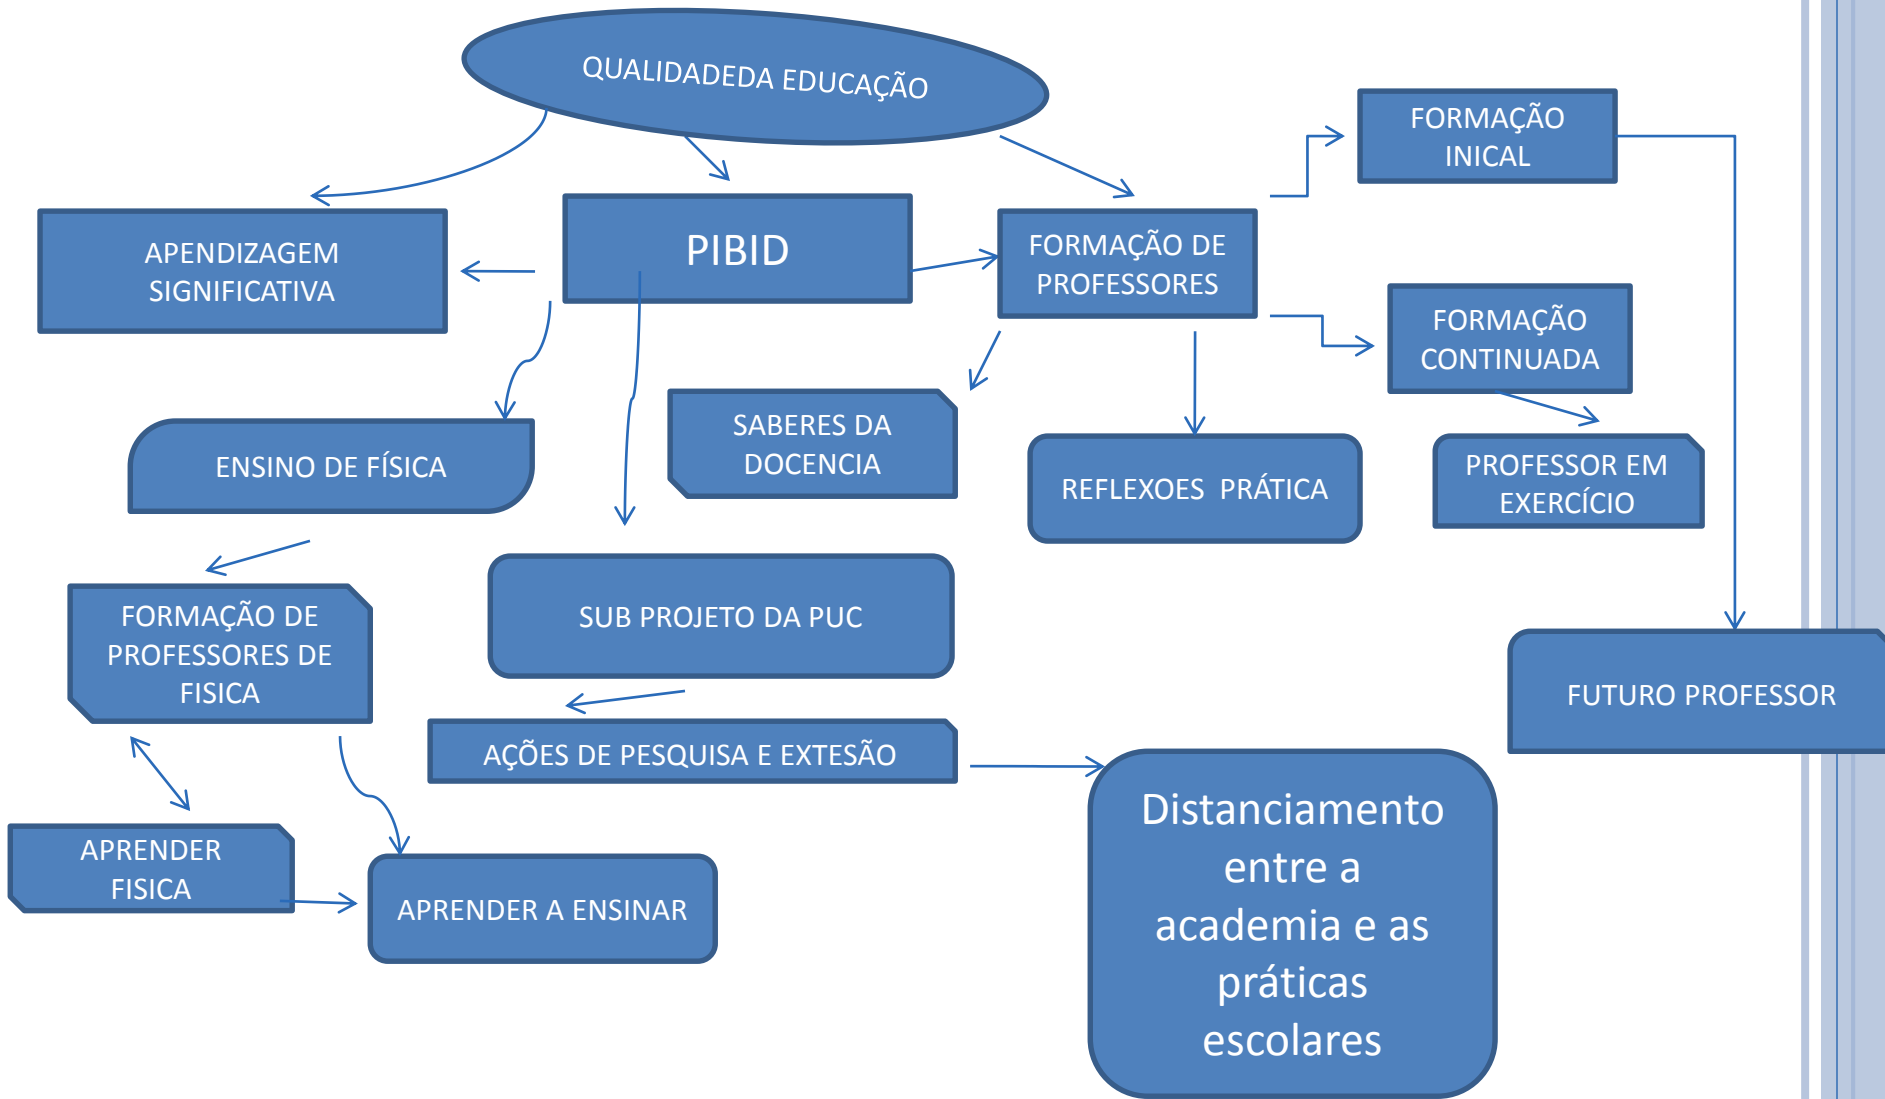 QUALIDADEDA EDUCAÇÃO
FORMAÇÃO
INICAL
APENDIZAGEM
SIGNIFICATIVA
PIBID
FORMAÇÃO DE
PROFESSORES
FORMAÇÃO
CONTINUADA
SABERES DA
DOCENCIA
ENSINO DE FÍSICA
REFLEXOES PRÁTICA
PROFESSOR EM
EXERCÍCIO
FORMAÇÃO DE
PROFESSORES DE
FISICA
SUB PROJETO DA PUC
FUTURO PROFESSOR
AÇÕES DE PESQUISA E EXTESÃO
Distanciamento
entre a
academia e as
práticas
escolares
APRENDER
FISICA
APRENDER A ENSINAR